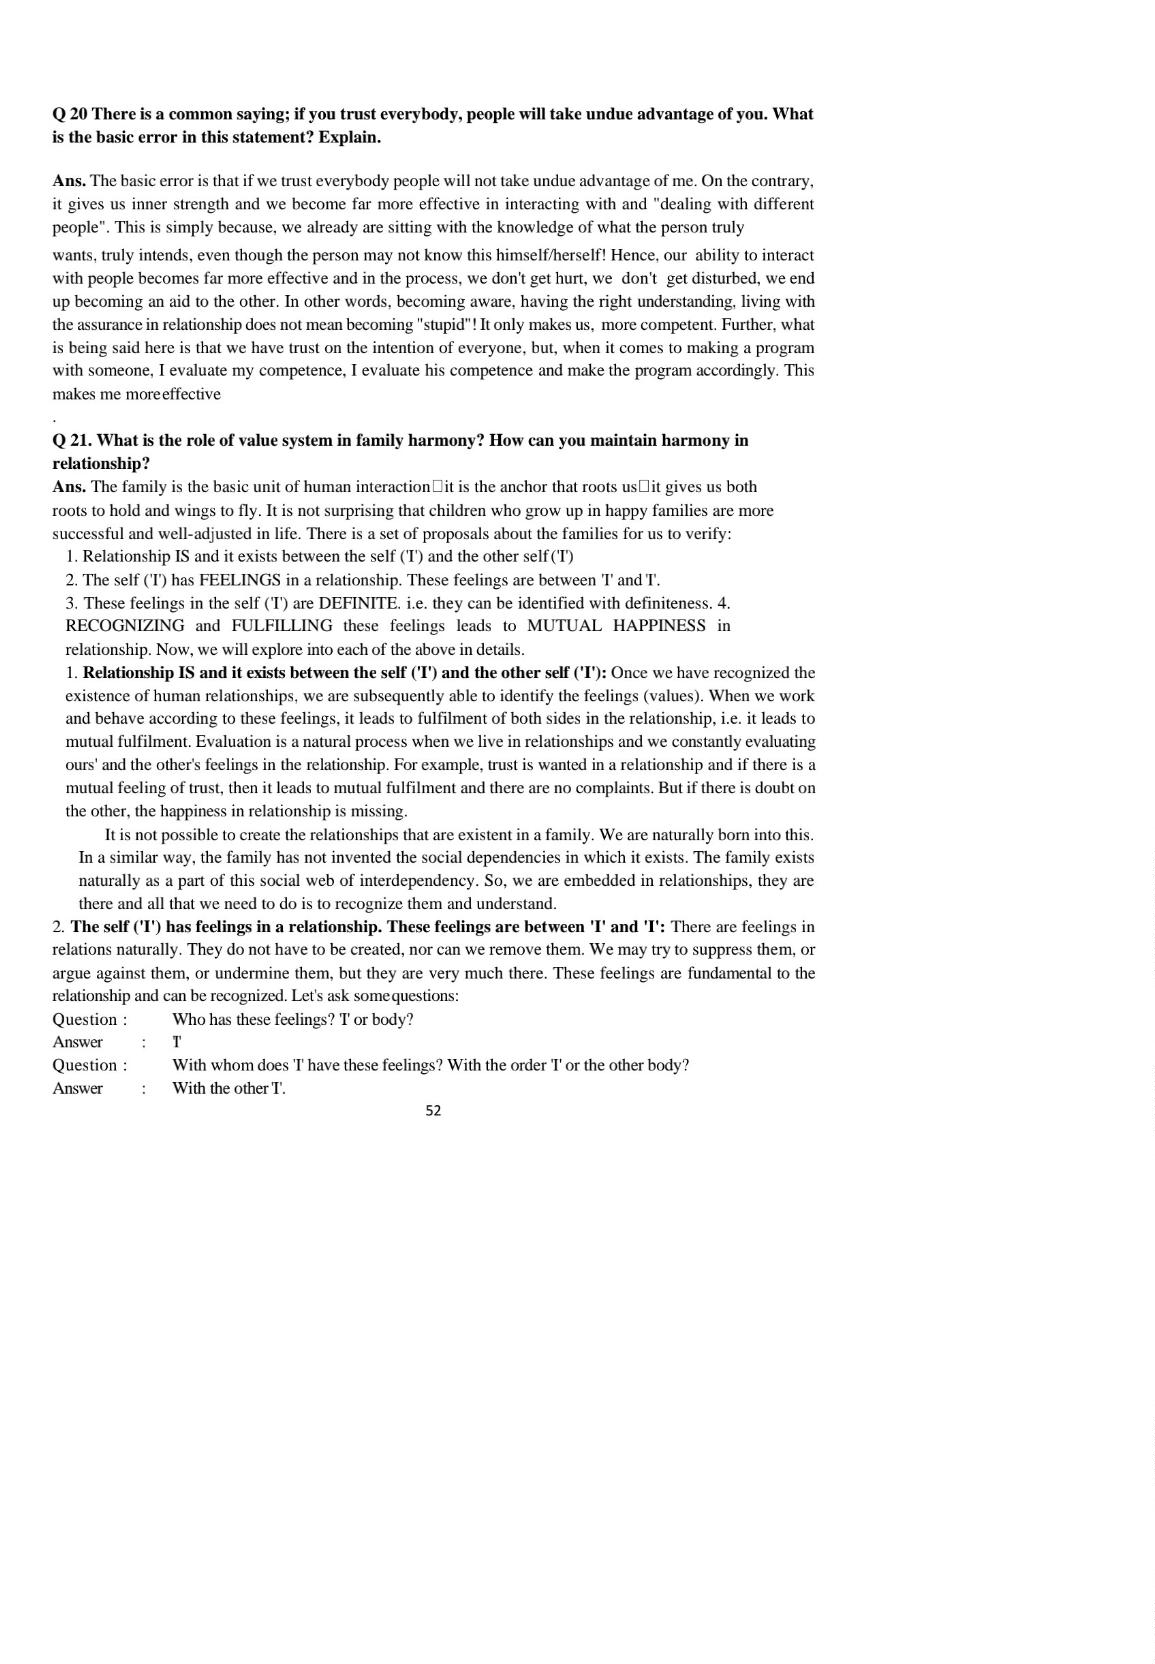 Q 20 There is a common saying; if you trust everybody, people will take undue advantage of you. What
is the basic error in this statement? Explain.
Ans. The basic error is that if we trust everybody people will not take undue advantage of me. On the contrary,
it gives us inner strength and we become far more effective in interacting with and "dealing with different
people". This is simply because, we already are sitting with the knowledge of what the person truly
wants, truly intends, even though the person may not know this himself/herself! Hence, our ability to interact
with people becomes far more effective and in the process, we don't get hurt, we don't get disturbed, we end
up becoming an aid to the other. In other words, becoming aware, having the right understanding, living with
the assurance in relationship does not mean becoming "stupid"! It only makes us, more competent. Further, what
is being said here is that we have trust on the intention of everyone, but, when it comes to making a program
with someone, I evaluate my competence, I evaluate his competence and make the program accordingly. This
makes me more effective
.
Q 21. What is the role of value system in family harmony? How can you maintain harmony in
relationship?
Ans. The family is the basic unit of human interaction□it is the anchor that roots us□it gives us both
roots to hold and wings to fly. It is not surprising that children who grow up in happy families are more
successful and well-adjusted in life. There is a set of proposals about the families for us to verify:
1. Relationship IS and it exists between the self ('I') and the other self ('I')
2. The self ('I') has FEELINGS in a relationship. These feelings are between 'I' and 'I'.
3. These feelings in the self ('I') are DEFINITE. i.e. they can be identified with definiteness. 4.
RECOGNIZING and FULFILLING these feelings leads to MUTUAL HAPPINESS in
relationship. Now, we will explore into each of the above in details.
1. Relationship IS and it exists between the self ('I') and the other self ('I'): Once we have recognized the
existence of human relationships, we are subsequently able to identify the feelings (values). When we work
and behave according to these feelings, it leads to fulfilment of both sides in the relationship, i.e. it leads to
mutual fulfilment. Evaluation is a natural process when we live in relationships and we constantly evaluating
ours' and the other's feelings in the relationship. For example, trust is wanted in a relationship and if there is a
mutual feeling of trust, then it leads to mutual fulfilment and there are no complaints. But if there is doubt on
the other, the happiness in relationship is missing.
It is not possible to create the relationships that are existent in a family. We are naturally born into this.
In a similar way, the family has not invented the social dependencies in which it exists. The family exists
naturally as a part of this social web of interdependency. So, we are embedded in relationships, they are
there and all that we need to do is to recognize them and understand.
2. The self ('I') has feelings in a relationship. These feelings are between 'I' and 'I': There are feelings in
relations naturally. They do not have to be created, nor can we remove them. We may try to suppress them, or
argue against them, or undermine them, but they are very much there. These feelings are fundamental to the
relationship and can be recognized. Let's ask some questions:
Question : Who has these feelings? 'I' or body?
Answer : 'I'
Question : With whom does 'I' have these feelings? With the order 'I' or the other body?
Answer : With the other 'I'.
52